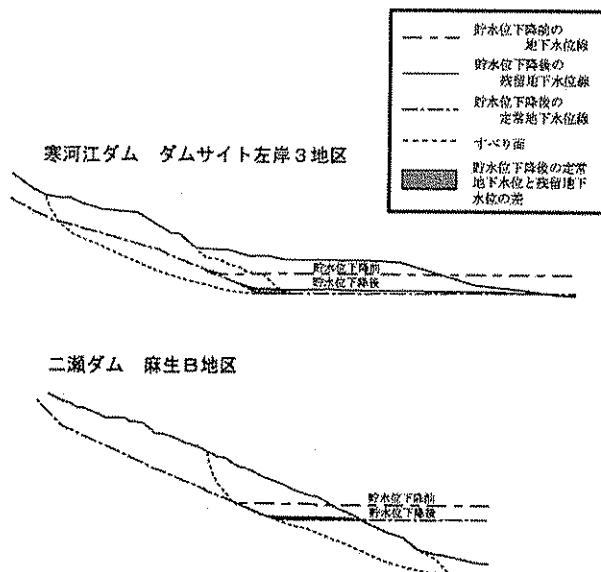 貯水位下降前の
地下水位線
貯水位下降後の
残留地下水位線
貯水位下降後の
定常地下水位線
すべり面
貯水位下降後の定常
地下水位と残留地下
水位の差
寒河江ダム　ダムサイト左岸３地区
貯水位下降前
貯水位下降後
二瀬ダム　麻生B地区
貯水位下降前
貯水位下降後